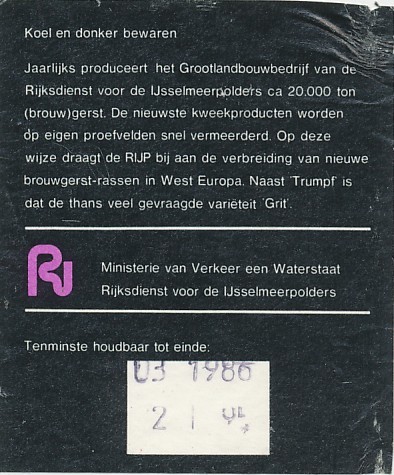 Koel en donker bewaren
Jaarlijks produceert het Grootlandbouwbedrijf van de
Rijksdienst voor de IJsselmeerpolders ca 20.000 ton
(brouw)gerst. De nieuwste kweekproducten worden
op eigen proefvelden snel vermeerderd. Op deze
wijze draagt de RIJP bij aan de verbreiding van nieuwe
brouwgerst-rassen in West Europa. Naast 'Trumpf' is
dat de thans veel gevraagde variëteit 'Grit'.
Ministerie van Verkeer een Waterstaat
Rijksdienst voor de IJsselmeerpolders
Tenminste houdbaar tot einde:
03 1986
2